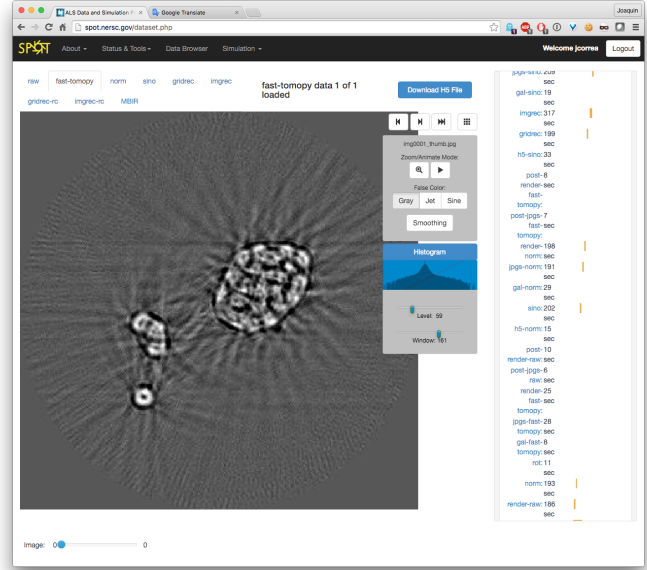 ALS Data and Simulation P
Google Translate
Joaquin
spot.nersc.gov/dataset.php
SPOT
About
Status & Tools
Data Browser
Simulation
Welcome jcorrea
Logout
raw
fast-tomopy
norm
sino
gridrec
imgrec
gridrec-rc
imgrec-rc
MBIR
fast-tomopy data 1 of 1
loaded
Download H5 File
img0001_thumb.jpg
Zoom/Animate Mode:
False Color:
Gray
Jet
Sine
Smoothing
Histogram
Level: 59
Window: 161
jpgs-sino: 209
sec
gal-sino: 19
sec
imgrec: 317
sec
gridrec: 199
sec
h5-sino: 33
sec
post- 8
render- sec
fast-
tomopy:
post-jpgs- 7
fast- sec
tomopy:
render- 198
norm: sec
jpgs-norm: 191
sec
gal-norm: 29
sec
sino: 202
sec
h5-norm: 15
sec
post- 10
render-raw: sec
post-jpgs- 6
raw: sec
render- 25
fast- sec
tomopy:
jpgs-fast- 28
tomopy: sec
gal-fast- 8
tomopy: sec
rot: 11
sec
norm: 193
sec
render-raw: 186
sec
Image: 0
0